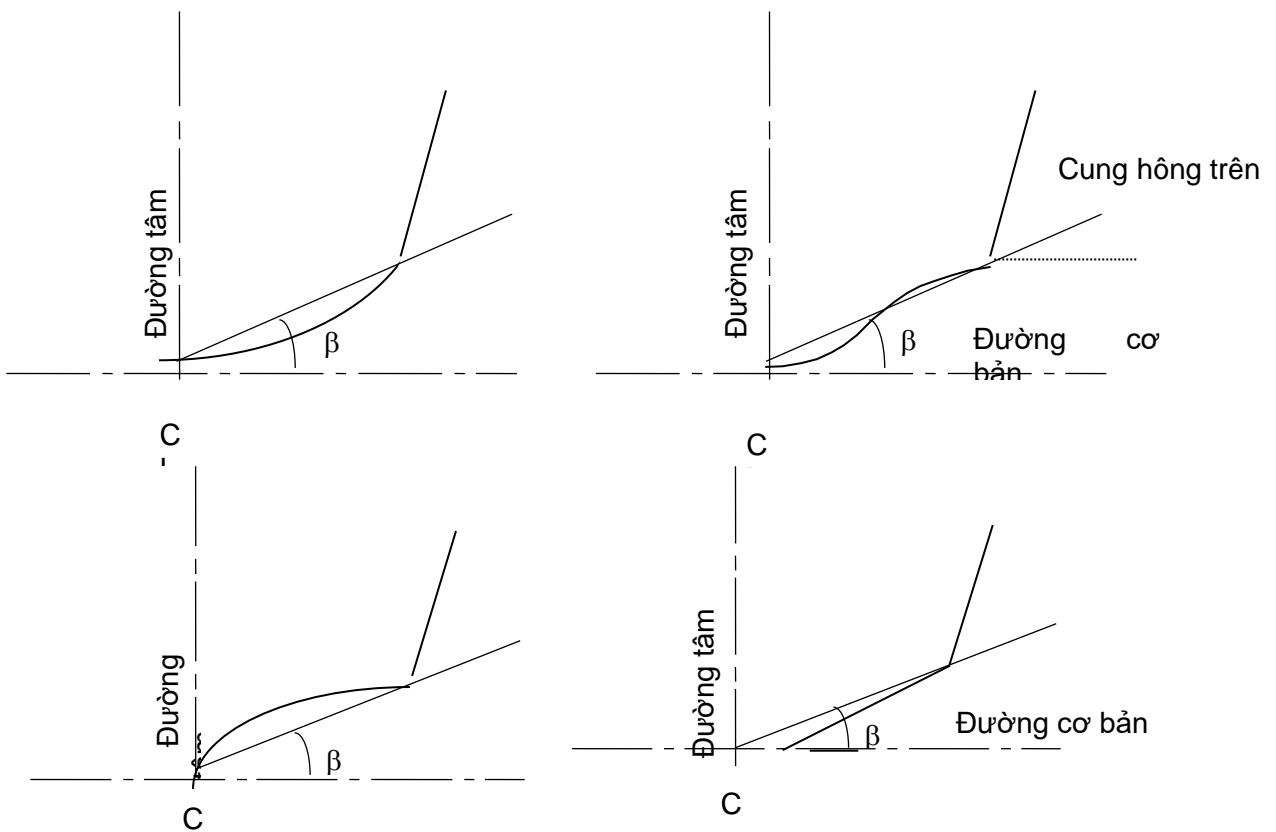 Đường tâm
β
C
Đường tâm
Cung hông trên
β
Đường cơ
bản
C
Đường
β
C
Đường tâm
β
Đường cơ bản
C